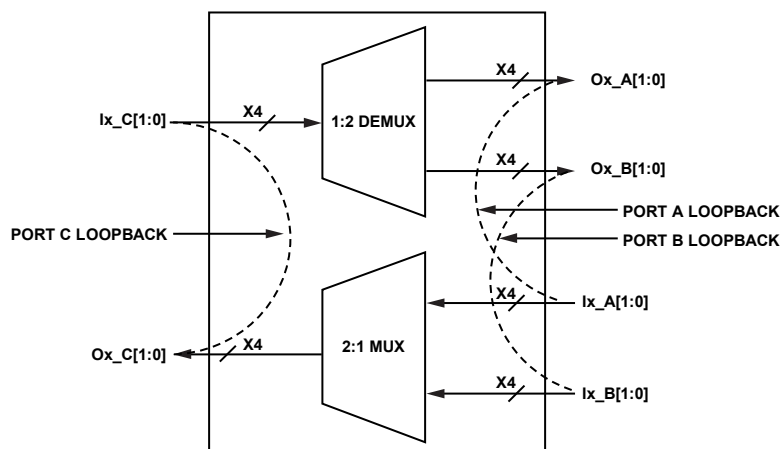 X4
Ox_A[1:0]
Ix_C[1:0]
X4
1:2 DEMUX
X4
Ox_B[1:0]
PORT A LOOPBACK
PORT C LOOPBACK
PORT B LOOPBACK
X4
Ix_A[1:0]
Ox_C[1:0]
X4
2:1 MUX
X4
Ix_B[1:0]